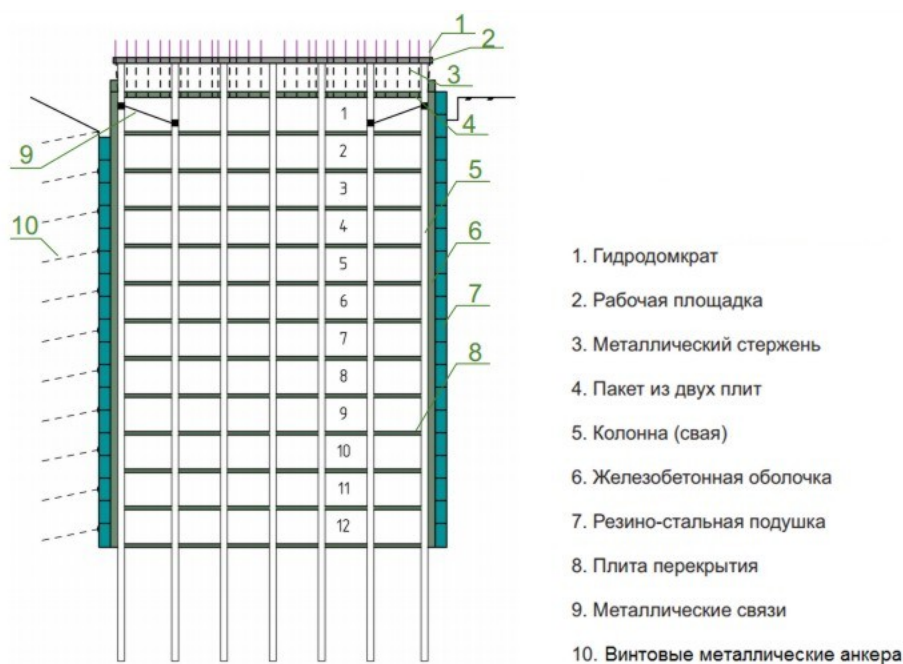 1
2
3
4
5
6
7
8
9
10
1
2
3
4
5
6
7
8
9
10
11
12
1. Гидродомкрат
2. Рабочая площадка
3. Металлический стержень
4. Пакет из двух плит
5. Колонна (свая)
6. Железобетонная оболочка
7. Резино-стальная подушка
8. Плита перекрытия
9. Металлические связи
10. Винтовые металлические анкера